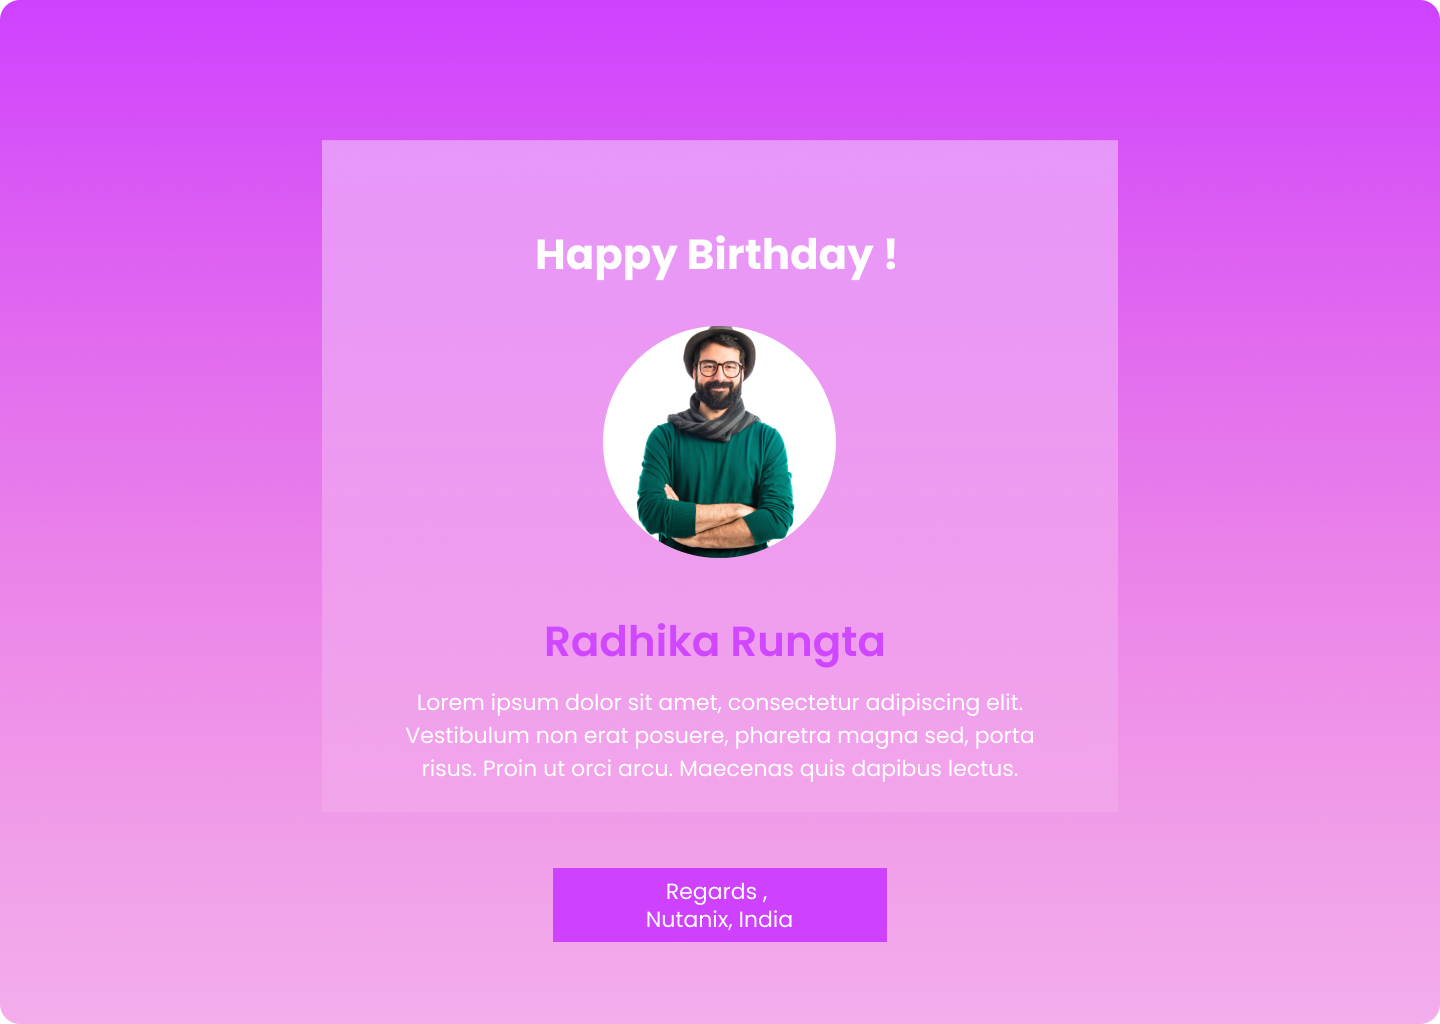 Happy Birthday !
Radhika Rungta
Lorem ipsum dolor sit amet, consectetur adipiscing elit.
Vestibulum non erat posuere, pharetra magna sed, porta
risus. Proin ut orci arcu. Maecenas quis dapibus lectus.
Regards ,
Nutanix, India